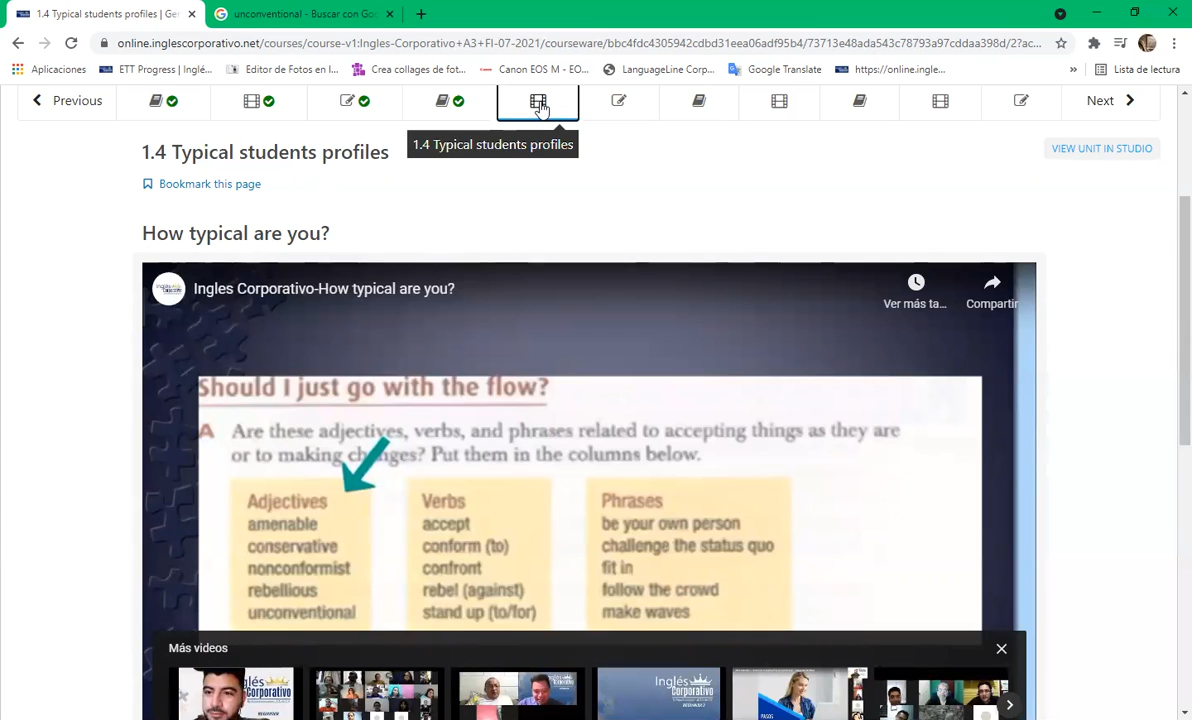 1.4 Typical students profiles | Ger
unconventional - Buscar con Goo
online.inglescorporativo.net/courses/course-v1:Ingles-Corporativo+A3+FI-07-2021/courseware/bbc4fdc4305942cdbd31eea06adf95b4/73713e48ada543c78793a97cddaa398d/2?ac...
Aplicaciones
ETT Progress | Inglé...
Editor de Fotos en l...
Crea collages de fot...
Canon EOS M - EO...
LanguageLine Corp...
Google Translate
https://online.ingle...
»
Lista de lectura
Previous
Next
1.4 Typical students profiles
1.4 Typical students profiles
VIEW UNIT IN STUDIO
Bookmark this page
How typical are you?
Ingles Corporativo-How typical are you?
Ver más ta...
Compartir
Should I just go with the flow?
A Are these adjectives, verbs, and phrases related to accepting things as they are
or to making changes? Put them in the columns below.
Adjectives
amenable
conservative
nonconformist
rebellious
unconventional
Verbs
accept
conform (to)
confront
rebel (against)
stand up (to/for)
Phrases
be your own person
challenge the status quo
fit in
follow the crowd
make waves
Más videos